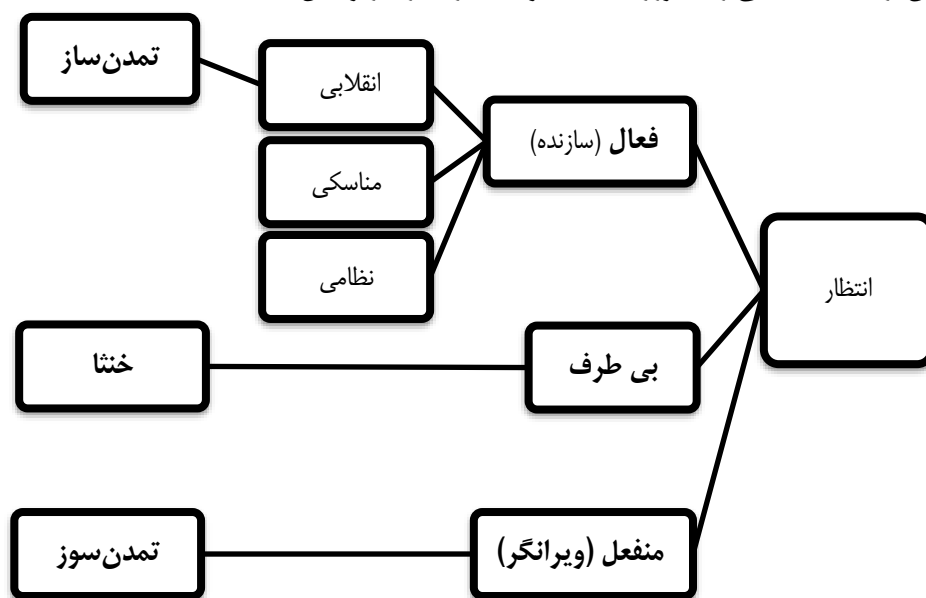 تمدن‌ساز
انقلابی
فعال (سازنده)
مناسکی
انتظار
نظامی
بی طرف
خنثا
منفعل (ویرانگر)
تمدن‌سوز